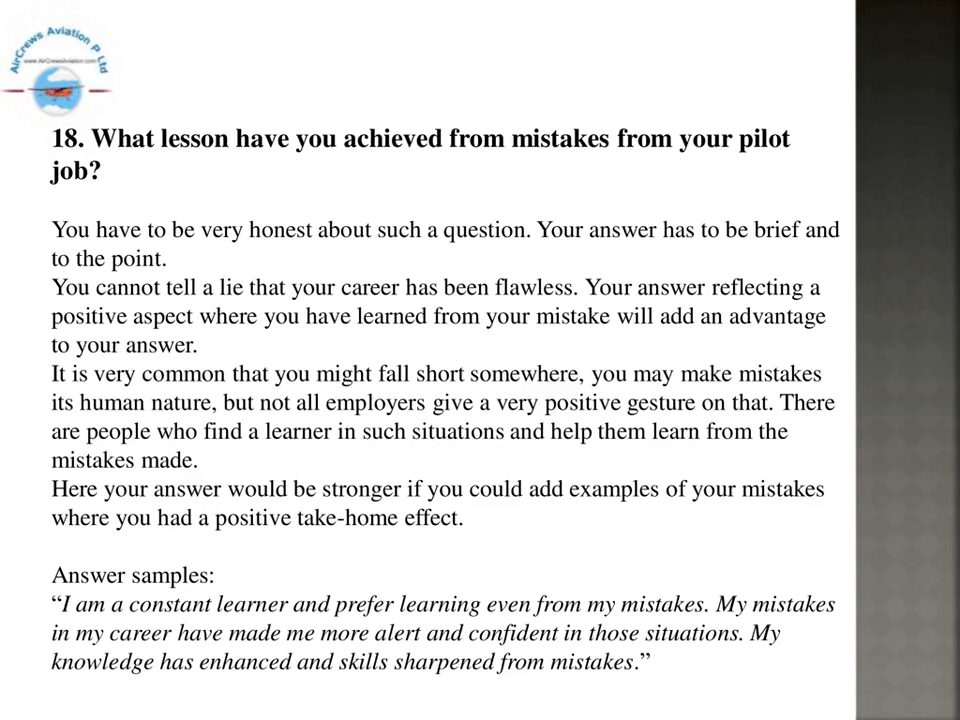 AirCrews Aviation P Ltd
www.AirCrewsAviation.com
18. What lesson have you achieved from mistakes from your pilot
job?
You have to be very honest about such a question. Your answer has to be brief and
to the point.
You cannot tell a lie that your career has been flawless. Your answer reflecting a
positive aspect where you have learned from your mistake will add an advantage
to your answer.
It is very common that you might fall short somewhere, you may make mistakes
its human nature, but not all employers give a very positive gesture on that. There
are people who find a learner in such situations and help them learn from the
mistakes made.
Here your answer would be stronger if you could add examples of your mistakes
where you had a positive take-home effect.
Answer samples:
“I am a constant learner and prefer learning even from my mistakes. My mistakes
in my career have made me more alert and confident in those situations. My
knowledge has enhanced and skills sharpened from mistakes.”